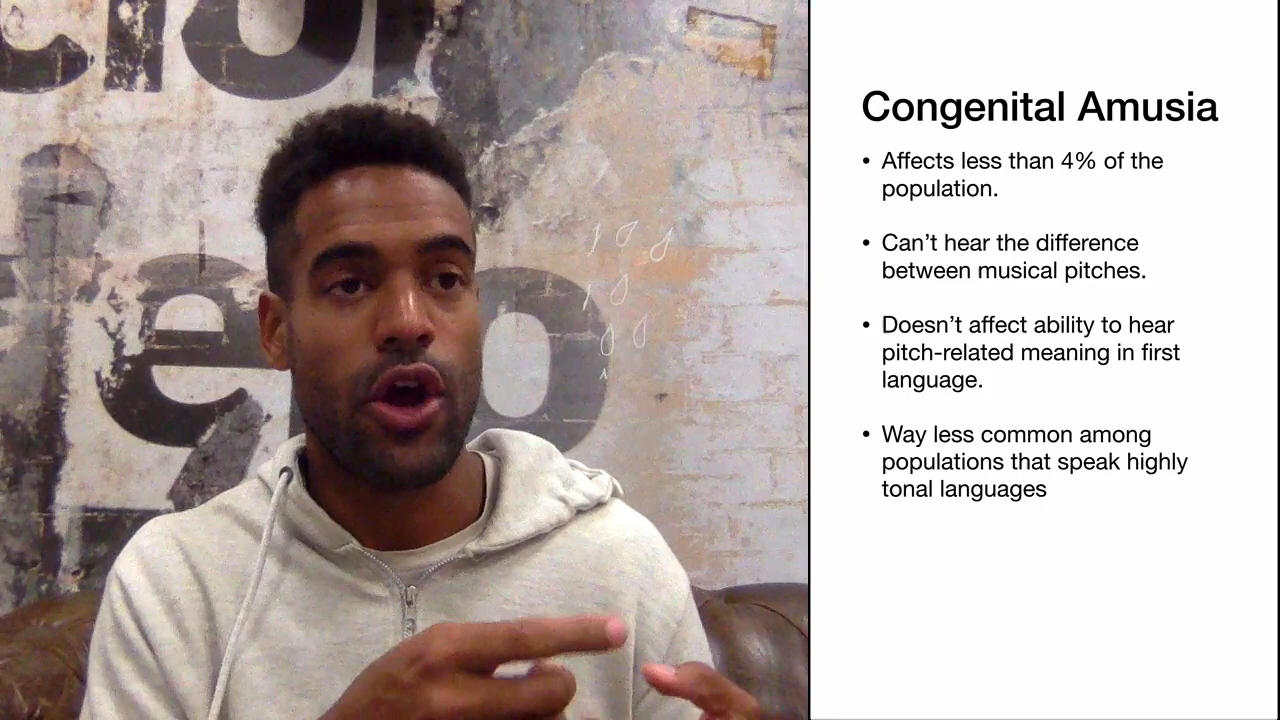 Congenital Amusia
• Affects less than 4% of the
population.
• Can’t hear the difference
between musical pitches.
• Doesn’t affect ability to hear
pitch-related meaning in first
language.
• Way less common among
populations that speak highly
tonal languages